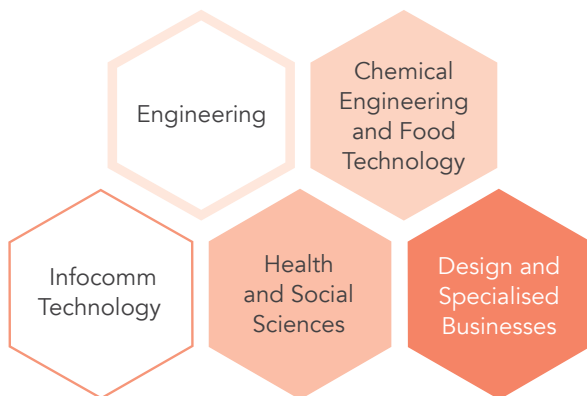 Engineering
Chemical
Engineering
and Food
Technology
Infocomm
Technology
Health
and Social
Sciences
Design and
Specialised
Businesses